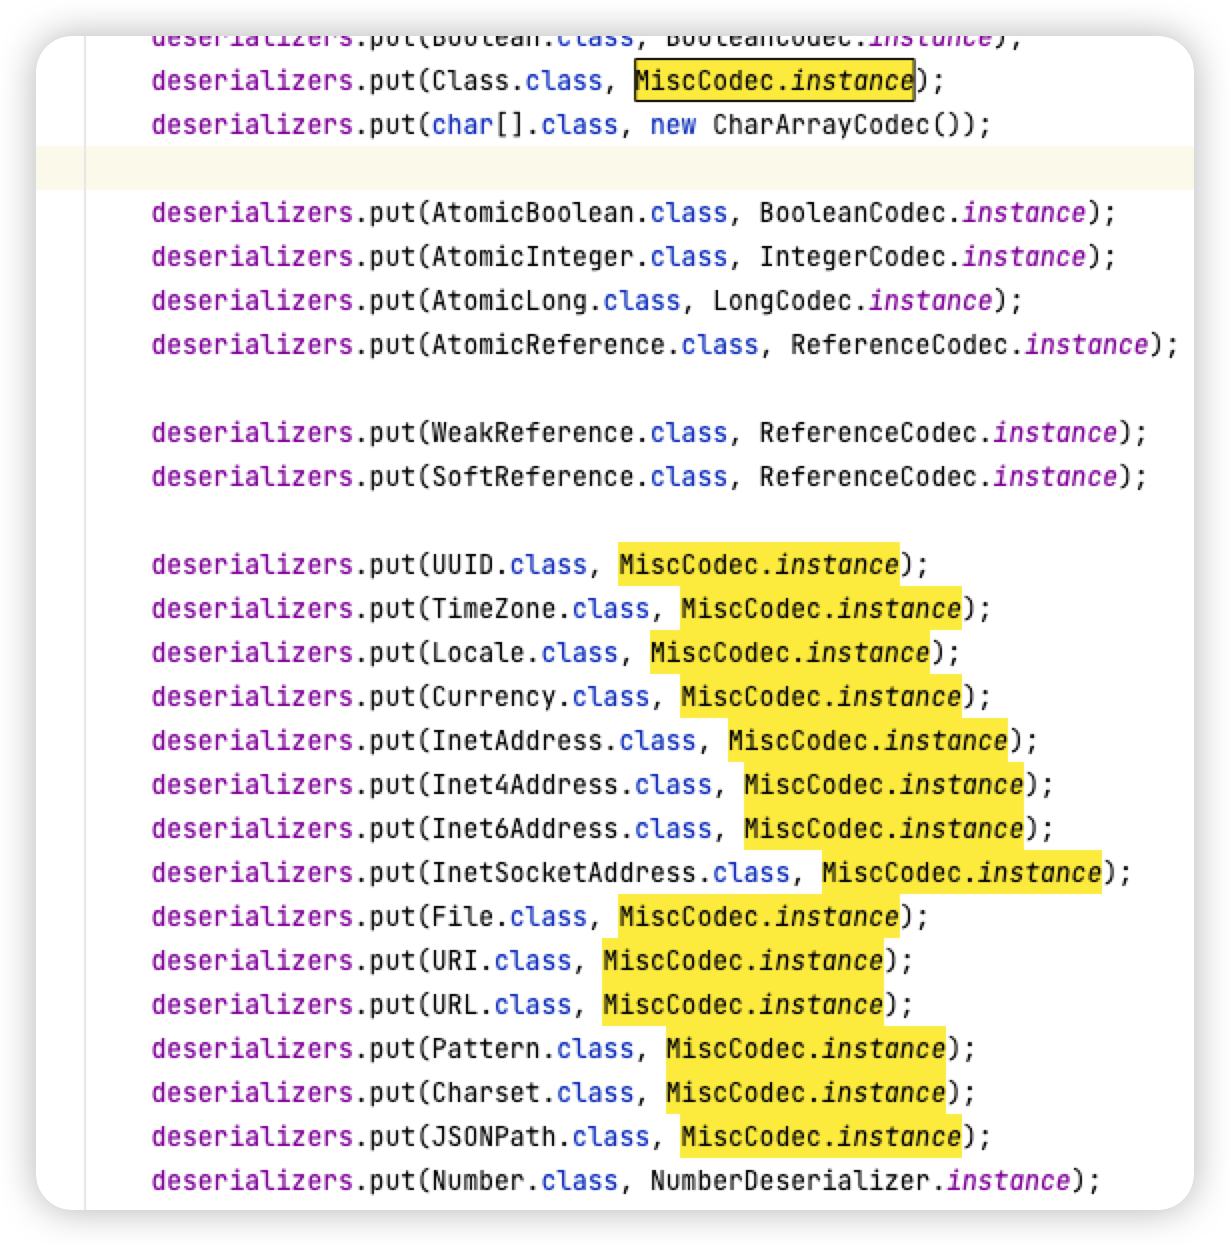 deserializers.put(Boolean.class, BooleanCodec.instance);
deserializers.put(Class.class, MiscCodec.instance);
deserializers.put(char[].class, new CharArrayCodec());
deserializers.put(AtomicBoolean.class, BooleanCodec.instance);
deserializers.put(AtomicInteger.class, IntegerCodec.instance);
deserializers.put(AtomicLong.class, LongCodec.instance);
deserializers.put(AtomicReference.class, ReferenceCodec.instance);
deserializers.put(WeakReference.class, ReferenceCodec.instance);
deserializers.put(SoftReference.class, ReferenceCodec.instance);
deserializers.put(UUID.class, MiscCodec.instance);
deserializers.put(TimeZone.class, MiscCodec.instance);
deserializers.put(Locale.class, MiscCodec.instance);
deserializers.put(Currency.class, MiscCodec.instance);
deserializers.put(InetAddress.class, MiscCodec.instance);
deserializers.put(Inet4Address.class, MiscCodec.instance);
deserializers.put(Inet6Address.class, MiscCodec.instance);
deserializers.put(InetSocketAddress.class, MiscCodec.instance);
deserializers.put(File.class, MiscCodec.instance);
deserializers.put(URI.class, MiscCodec.instance);
deserializers.put(URL.class, MiscCodec.instance);
deserializers.put(Pattern.class, MiscCodec.instance);
deserializers.put(Charset.class, MiscCodec.instance);
deserializers.put(JSONPath.class, MiscCodec.instance);
deserializers.put(Number.class, NumberDeserializer.instance);